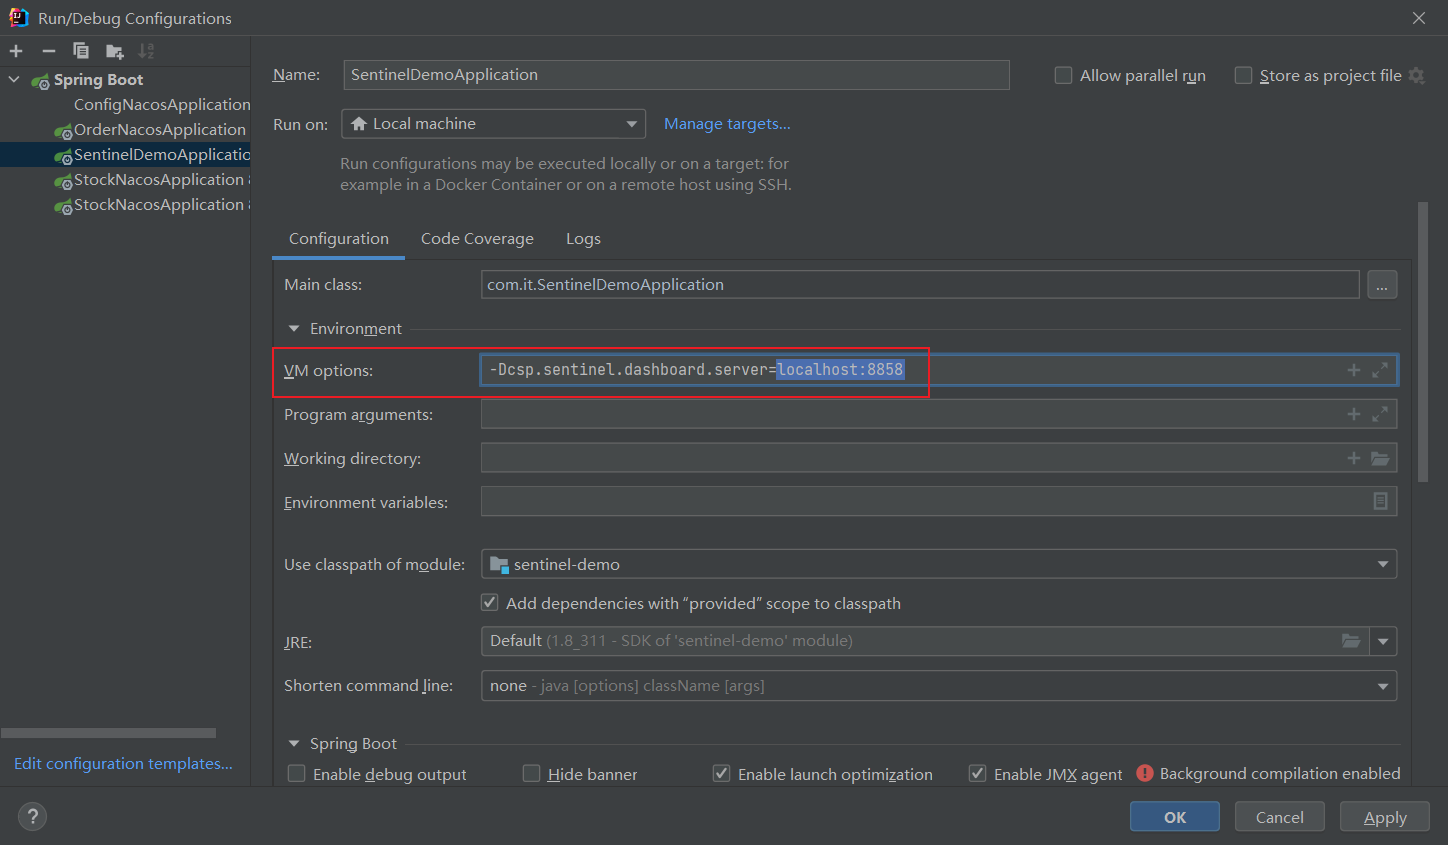 Run/Debug Configurations
Spring Boot
ConfigNacosApplication
OrderNacosApplication
SentinelDemoApplicatio
StockNacosApplication
StockNacosApplication
Edit configuration templates...
Name: SentinelDemoApplication
Allow parallel run
Store as project file
Run on: Local machine
Manage targets...
Run configurations may be executed locally or on a target: for
example in a Docker Container or on a remote host using SSH.
Configuration Code Coverage Logs
Main class: com.it.SentinelDemoApplication ...
Environment
VM options: -Dcsp.sentinel.dashboard.server=localhost:8858
Program arguments:
Working directory:
Environment variables:
Use classpath of module: sentinel-demo
Add dependencies with “provided” scope to classpath
JRE: Default (1.8_311 - SDK of 'sentinel-demo' module)
Shorten command line: none - java [options] className [args]
Spring Boot
Enable debug output Hide banner Enable launch optimization Enable JMX agent Background compilation enabled
? OK Cancel Apply